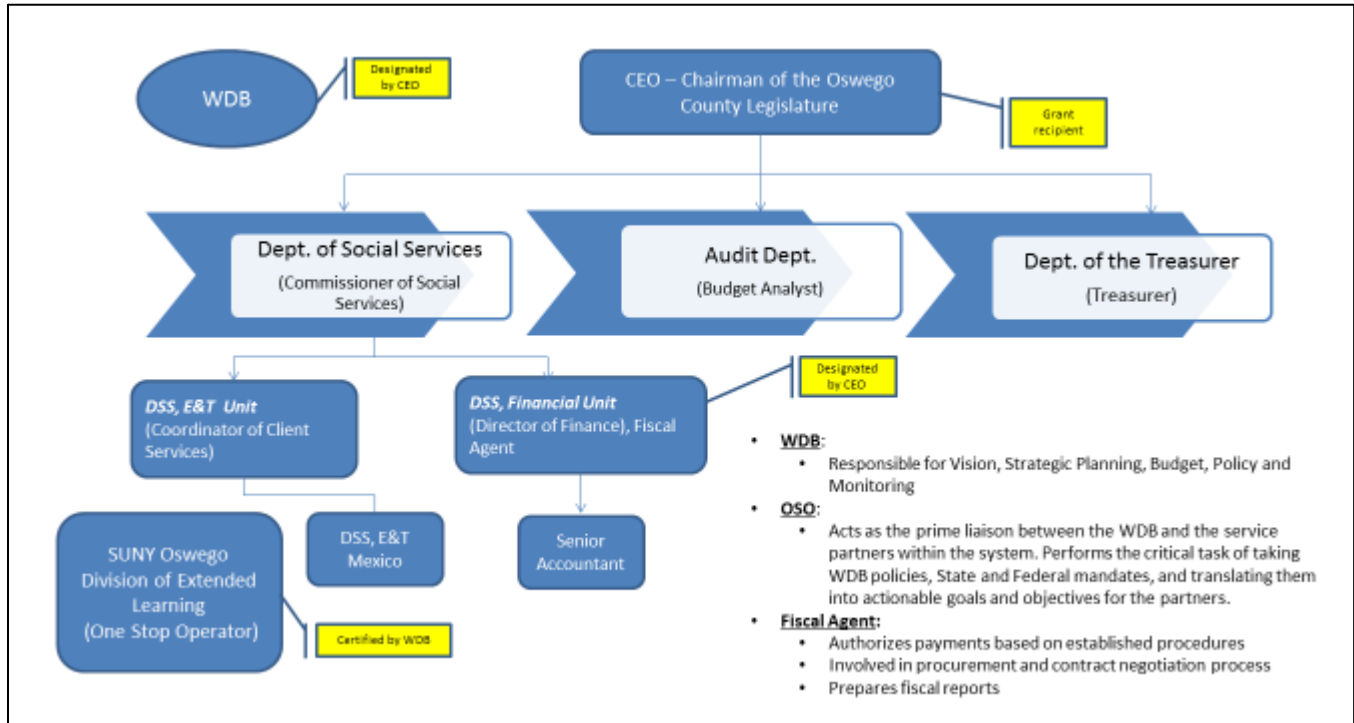 WDB
Designated
by CEO
CEO – Chairman of the Oswego
County Legislature
Grant
recipient
Dept. of Social Services
(Commissioner of Social
Services)
Audit Dept.
(Budget Analyst)
Dept. of the Treasurer
(Treasurer)
DSS, E&T Unit
(Coordinator of Client
Services)
DSS, Financial Unit
(Director of Finance), Fiscal
Agent
Designated
by CEO
SUNY Oswego
Division of Extended
Learning
(One Stop Operator)
Certified by WDB
DSS, E&T
Mexico
Senior
Accountant
• WDB:
• Responsible for Vision, Strategic Planning, Budget, Policy and
Monitoring
• OSO:
• Acts as the prime liaison between the WDB and the service
partners within the system. Performs the critical task of taking
WDB policies, State and Federal mandates, and translating them
into actionable goals and objectives for the partners.
• Fiscal Agent:
• Authorizes payments based on established procedures
• Involved in procurement and contract negotiation process
• Prepares fiscal reports